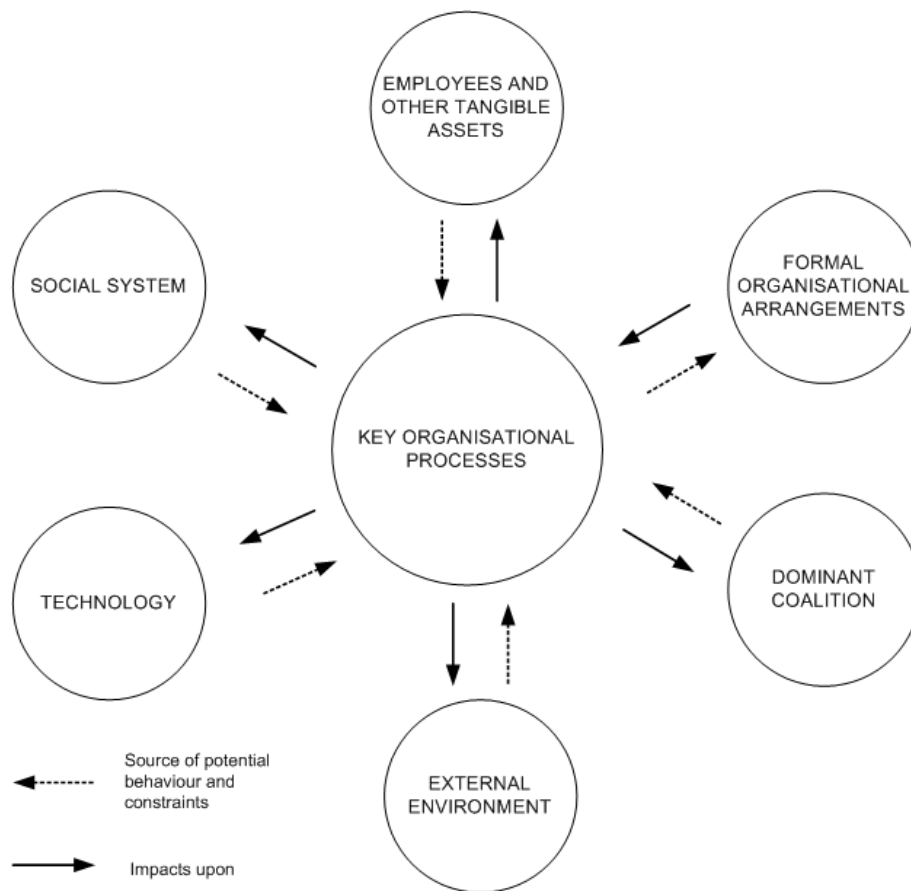 EMPLOYEES AND
OTHER TANGIBLE
ASSETS
SOCIAL SYSTEM
FORMAL
ORGANISATIONAL
ARRANGEMENTS
KEY ORGANISATIONAL
PROCESSES
TECHNOLOGY
DOMINANT
COALITION
EXTERNAL
ENVIRONMENT
Source of potential
behaviour and
constraints
Impacts upon